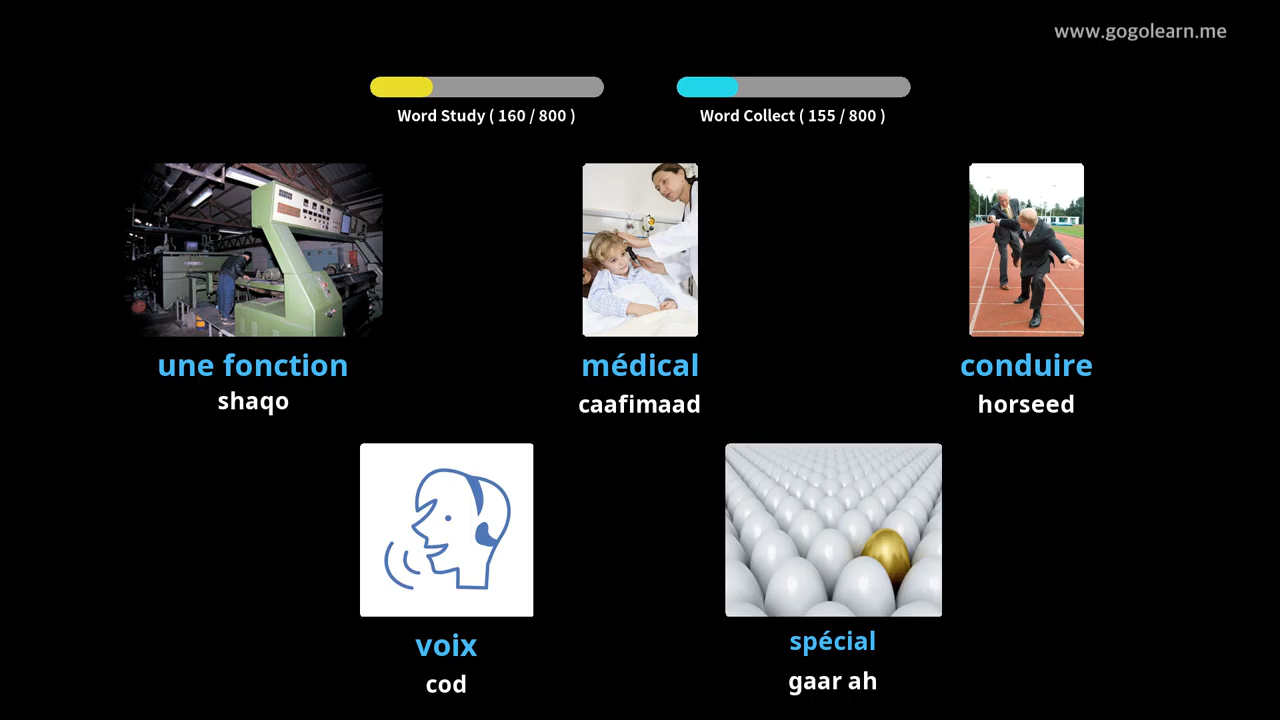 www.gogolearn.me
Word Study ( 160 / 800 )
Word Collect ( 155 / 800 )
une fonction
shaqo
médical
caafimaad
conduire
horseed
voix
cod
spécial
gaar ah